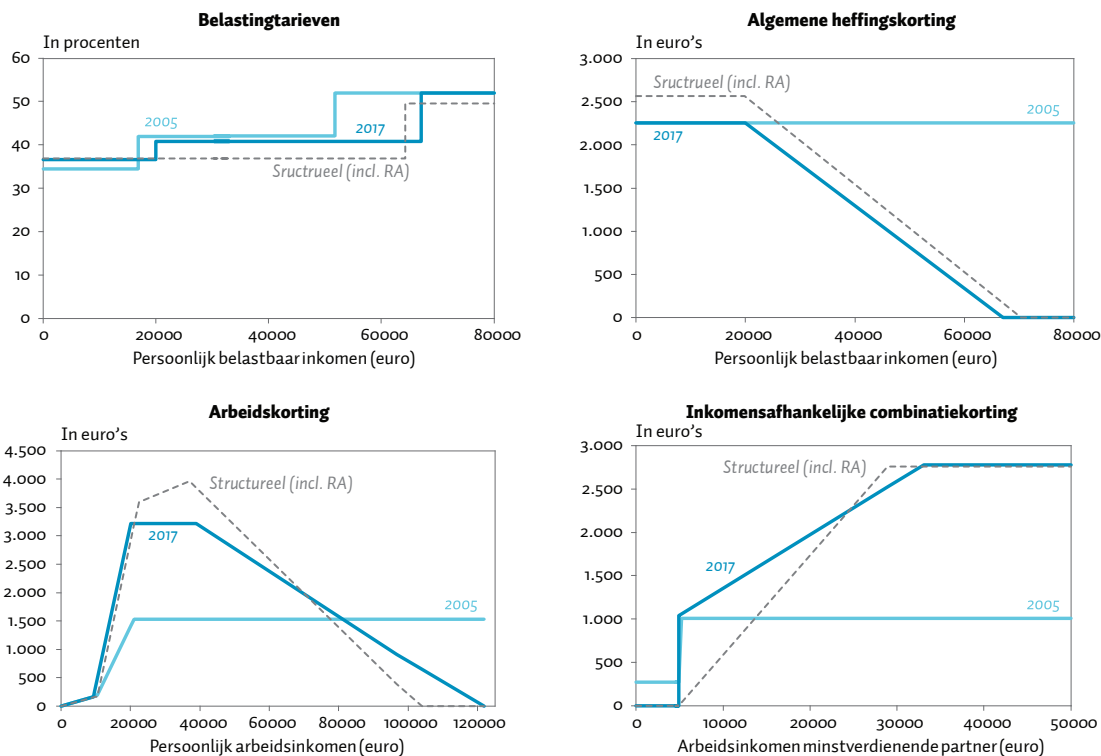 Belastingtarieven
In procenten
60
50
40
30
20
10
0
2005
2017
Sructrueel (incl. RA)
0 20000 40000 60000 80000
Persoonlijk belastbaar inkomen (euro)
Algemene heffingskorting
In euro's
3.000
2.500
2.000
1.500
1.000
500
0
Sructrueel (incl. RA)
2005
2017
0 20000 40000 60000 80000
Persoonlijk belastbaar inkomen (euro)
Arbeidskorting
In euro's
4.500
4.000
3.500
3.000
2.500
2.000
1.500
1.000
500
0
Structureel (incl. RA)
2017
2005
0 20000 40000 60000 80000 100000 120000
Persoonlijk arbeidsinkomen (euro)
Inkomensafhankelijke combinatiekorting
In euro's
3.000
2.500
2.000
1.500
1.000
500
0
Structureel (incl. RA)
2017
2005
0 10000 20000 30000 40000 50000
Arbeidsinkomen minstverdienende partner (euro)